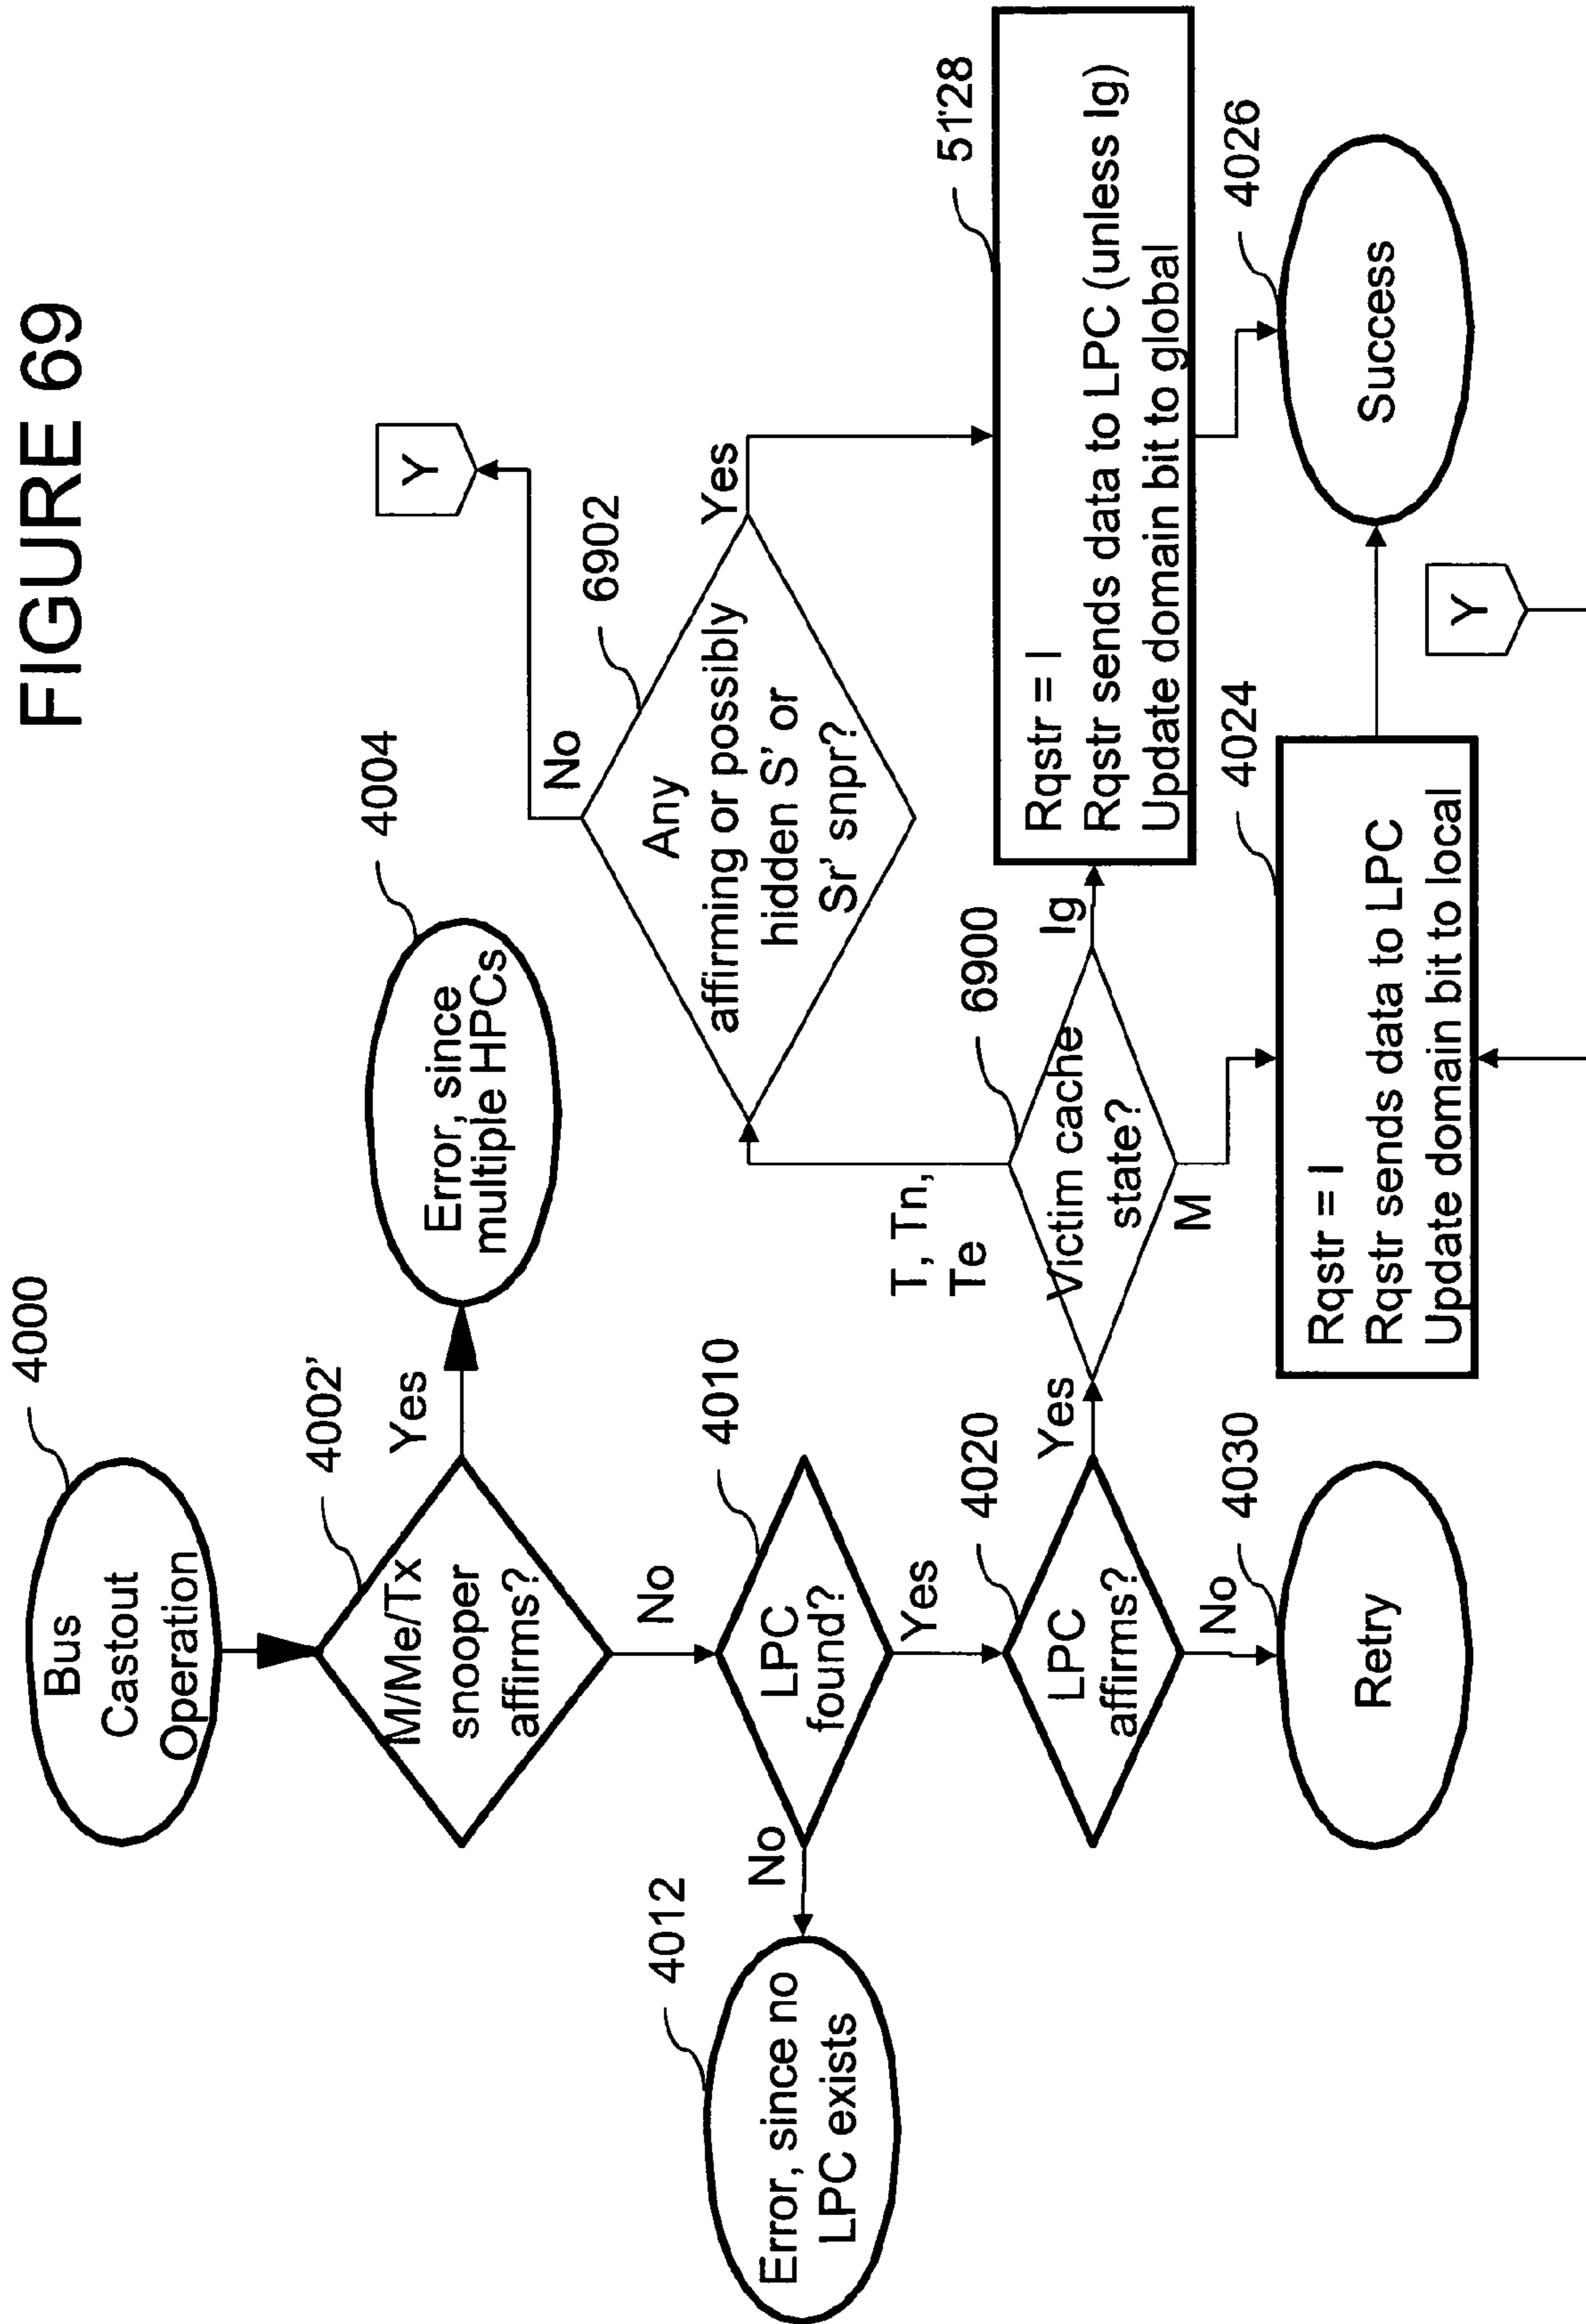 FIGURE 69
4000
Bus
Castout
Operation
4002'
M/Me/Tx
snooper
affirms?
Yes
4004
Error, since
multiple HPCs
No
4010
LPC
found?
No
4012
Error, since no
LPC exists
Yes
4020
LPC
affirms?
No
4030
Retry
Yes
6900
Victim cache
state?
T, Tn,
Te
Ig
M
6902
Any
affirming or possibly
hidden S' or
Sr' snpr?
No
Y
Yes
51'28
Rqstr = I
Rqstr sends data to LPC (unless Ig)
Update domain bit to global
4024
Rqstr = I
Rqstr sends data to LPC
Update domain bit to local
Y
4026
Success